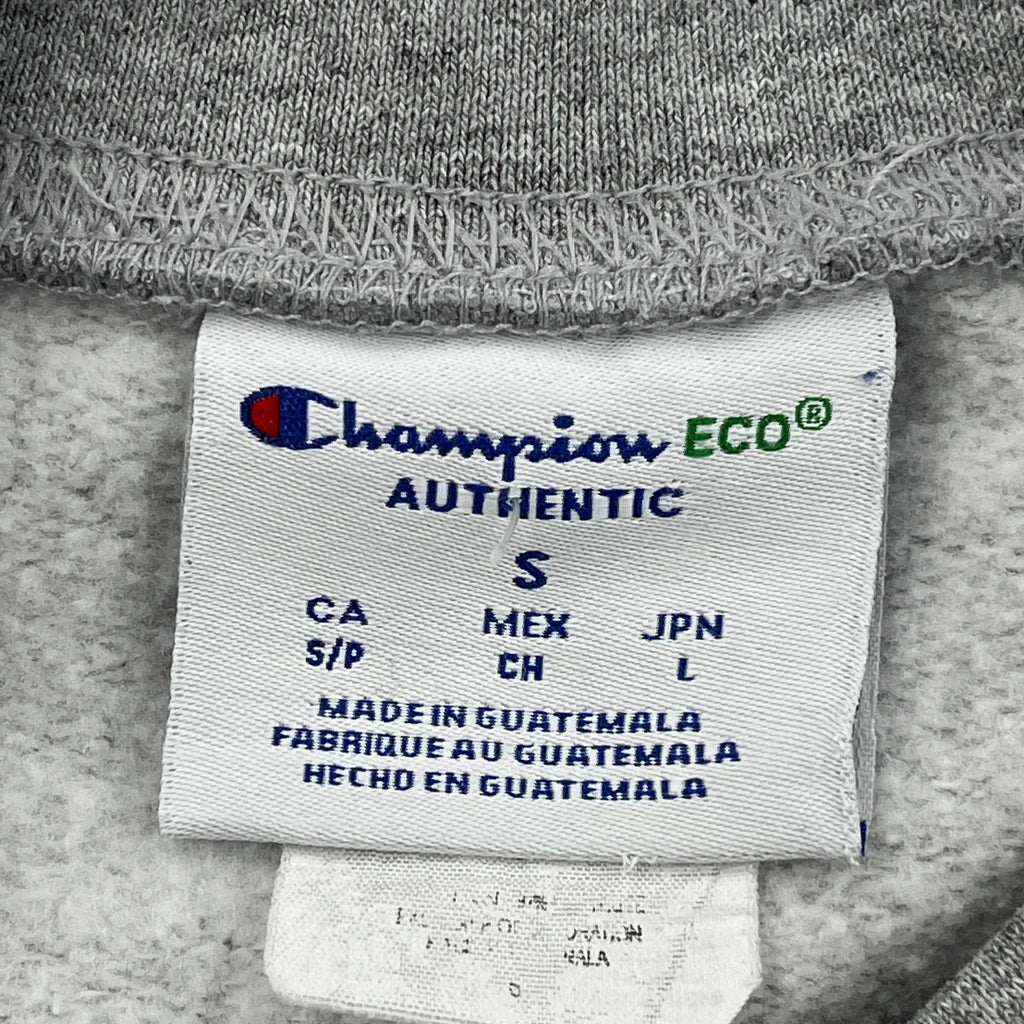 Champion ECO®
AUTHENTIC
S
CA MEX JPN
S/P CH L
MADE IN GUATEMALA
FABRIQUE AU GUATEMALA
HECHO EN GUATEMALA